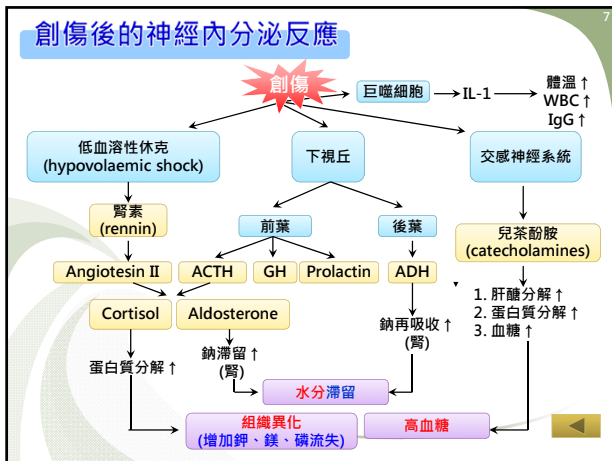 7
創傷後的神經內分泌反應
創傷
巨噬細胞
IL-1
體溫↑
WBC↑
IgG↑
低血溶性休克
(hypovolaemic shock)
下視丘
交感神經系統
腎素
(rennin)
前葉
後葉
兒茶酚胺
(catecholamines)
Angiotesin II
ACTH
GH
Prolactin
ADH
1. 肝醣分解↑
2. 蛋白質分解↑
3. 血糖↑
Cortisol
Aldosterone
鈉再吸收↑
(腎)
蛋白質分解↑
鈉滯留↑
(腎)
水分滯留
組織異化
(增加鉀、鎂、磷流失)
高血糖